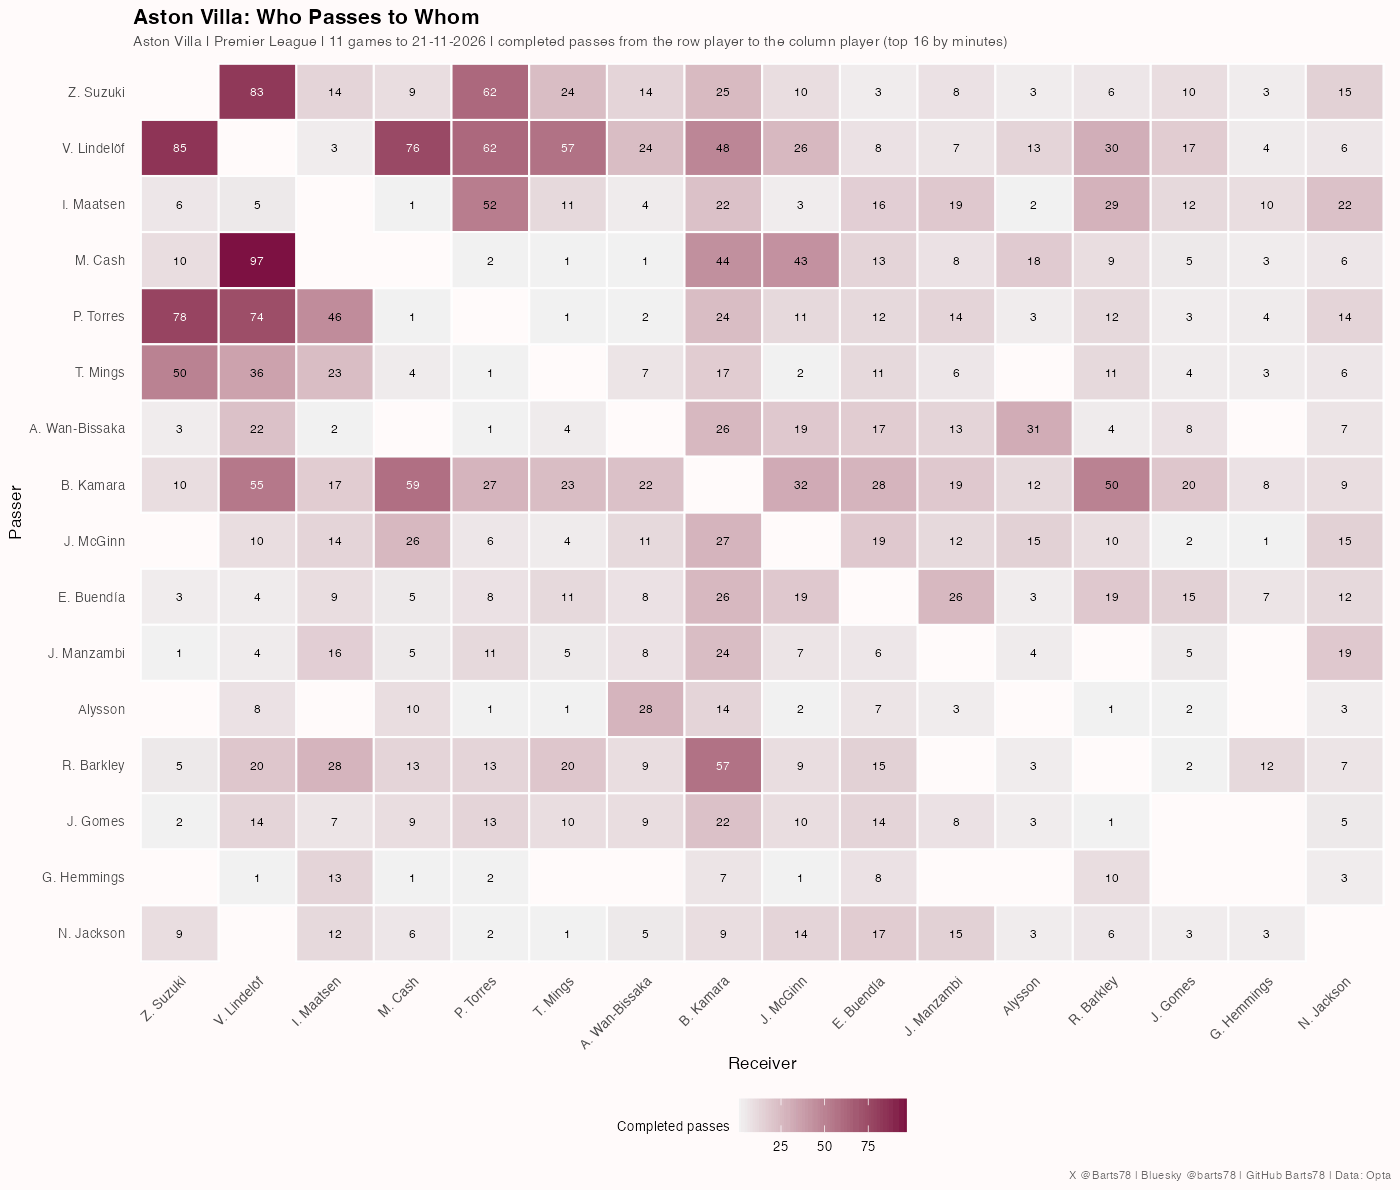 Aston Villa: Who Passes to Whom
Aston Villa | Premier League | 11 games to 21-11-2026 | completed passes from the row player to the column player (top 16 by minutes)
Z. Suzuki 83 14 9 62 24 14 25 10 3 8 3 6 10 3 15
V. Lindelöf 85 3 76 62 57 24 48 26 8 7 13 30 17 4 6
I. Maatsen 6 5 1 52 11 4 22 3 16 19 2 29 12 10 22
M. Cash 10 97 2 1 1 44 43 13 8 18 9 5 3 6
P. Torres 78 74 46 1 1 2 24 11 12 14 3 12 3 4 14
T. Mings 50 36 23 4 1 7 17 2 11 6 11 4 3 6
A. Wan-Bissaka 3 22 2 1 4 26 19 17 13 31 4 8 7
B. Kamara 10 55 17 59 27 23 22 32 28 19 12 50 20 8 9
J. McGinn 10 14 26 6 4 11 27 19 12 15 10 2 1 15
E. Buendía 3 4 9 5 8 11 8 26 19 26 3 19 15 7 12
J. Manzambi 1 4 16 5 11 5 8 24 7 6 4 5 19
Alysson 8 10 1 1 28 14 2 7 3 1 2 3
R. Barkley 5 20 28 13 13 20 9 57 9 15 3 2 12 7
J. Gomes 2 14 7 9 13 10 9 22 10 14 8 3 1 5
G. Hemmings 1 13 1 2 7 1 8 10 3
N. Jackson 9 12 6 2 1 5 9 14 17 15 3 6 3 3
Passer
Z. Suzuki V. Lindelöf I. Maatsen M. Cash P. Torres T. Mings A. Wan-Bissaka B. Kamara J. McGinn E. Buendía J. Manzambi Alysson R. Barkley J. Gomes G. Hemmings N. Jackson
Receiver
Completed passes
25 50 75
X @Barts78 | Bluesky @barts78 | GitHub Barts78 | Data: Opta